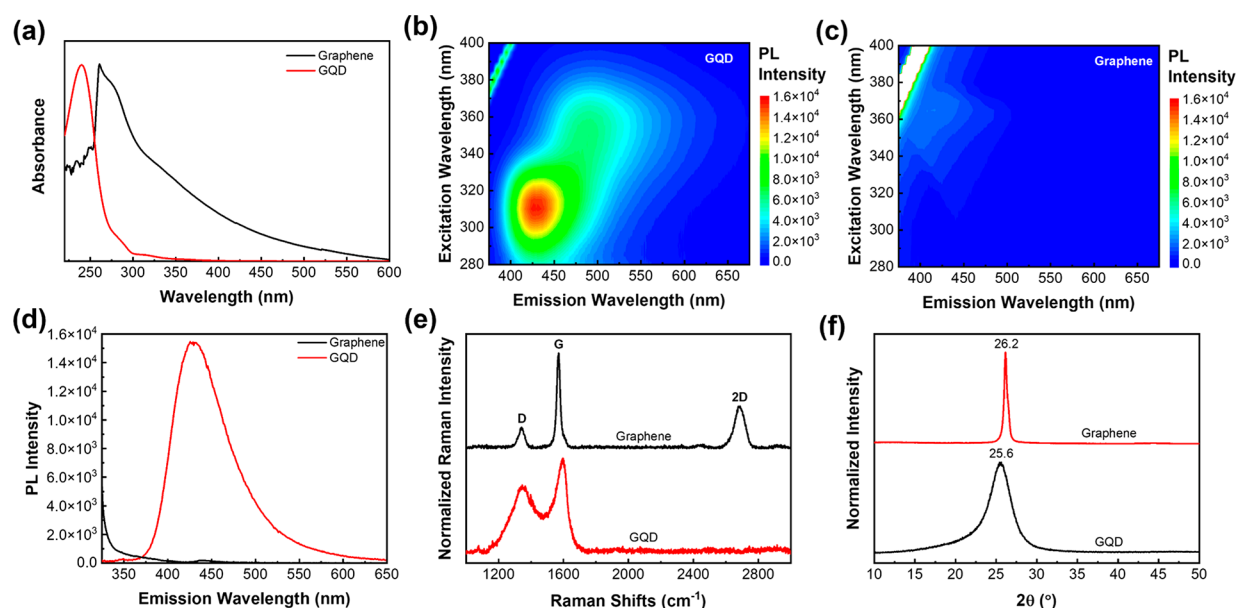 (a)
Graphene
GQD
Absorbance
250 300 350 400 450 500 550 600
Wavelength (nm)
(b)
GQD
Excitation Wavelength (nm)
400
380
360
340
320
300
280
400 450 500 550 600 650
Emission Wavelength (nm)
PL
Intensity
1.6×10⁴
1.4×10⁴
1.2×10⁴
1.0×10⁴
8.0×10³
6.0×10³
4.0×10³
2.0×10³
0.0
(c)
Graphene
Excitation Wavelength (nm)
400
380
360
340
320
300
280
400 450 500 550 600 650
Emission Wavelength (nm)
PL
Intensity
1.6×10⁴
1.4×10⁴
1.2×10⁴
1.0×10⁴
8.0×10³
6.0×10³
4.0×10³
2.0×10³
0.0
(d)
Graphene
GQD
PL Intensity
1.6×10⁴
1.4×10⁴
1.2×10⁴
1.0×10⁴
8.0×10³
6.0×10³
4.0×10³
2.0×10³
0.0
350 400 450 500 550 600 650
Emission Wavelength (nm)
(e)
Normalized Raman Intensity
D
G
2D
Graphene
GQD
1000 1600 2000 2400 2800
Raman Shifts (cm⁻¹)
(f)
Normalized Intensity
26.2
Graphene
25.6
GQD
10 15 20 25 30 35 40 45 50
2θ (°)